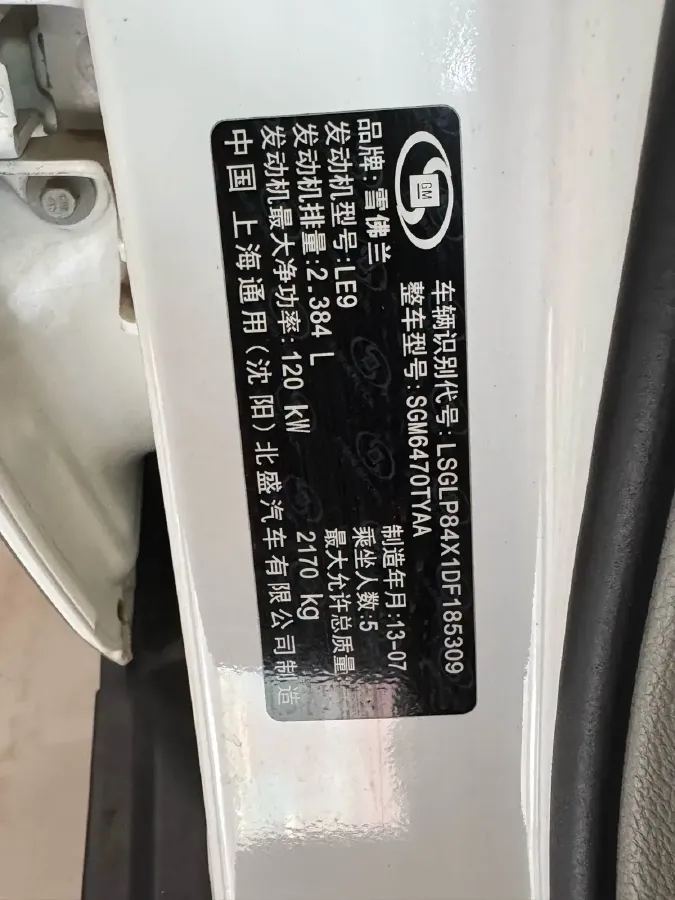 GM
车辆识别代号:LSGLP84X1DF185309
整车型号:SGM6470TYAA
品牌:雪佛兰 制造年月:13-07
发动机型号:LE9 乘坐人数:5
发动机排量:2.384 L 最大允许总质量:
发动机最大净功率:120 kW 2170 kg
中国 上海通用(沈阳)北盛汽车有限公司制造